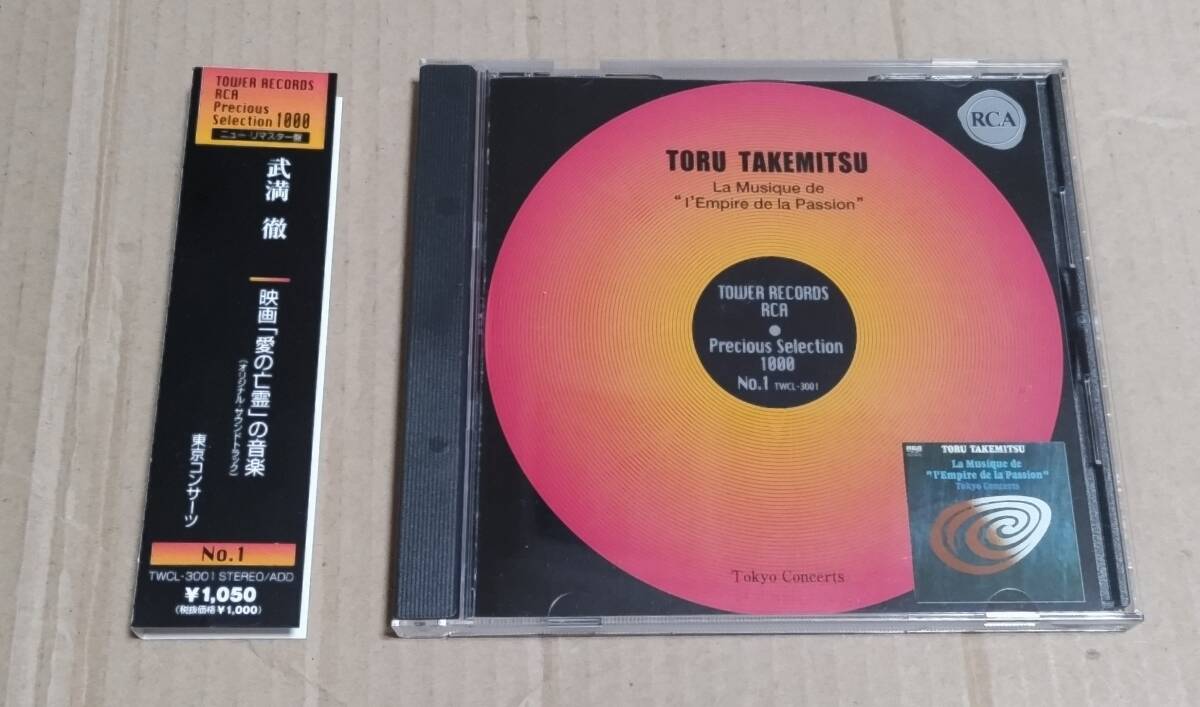 TOWER RECORDS
RCA
Precious
Selection 1000
ニュー リマスター盤
武満 徹
映画「愛の亡霊」の音楽
(オリジナル・サウンドトラック)
東京コンサーツ
No.1
TWCL-3001 STEREO/ADD
¥1,050
(税抜価格¥1,000)
RCA
TORU TAKEMITSU
La Musique de
"l'Empire de la Passion"
TOWER RECORDS
RCA
Precious Selection
1000
No.1 TWCL-3001
Tokyo Concerts
TORU TAKEMITSU
La Musique de
"l'Empire de la Passion"
Tokyo Concerts